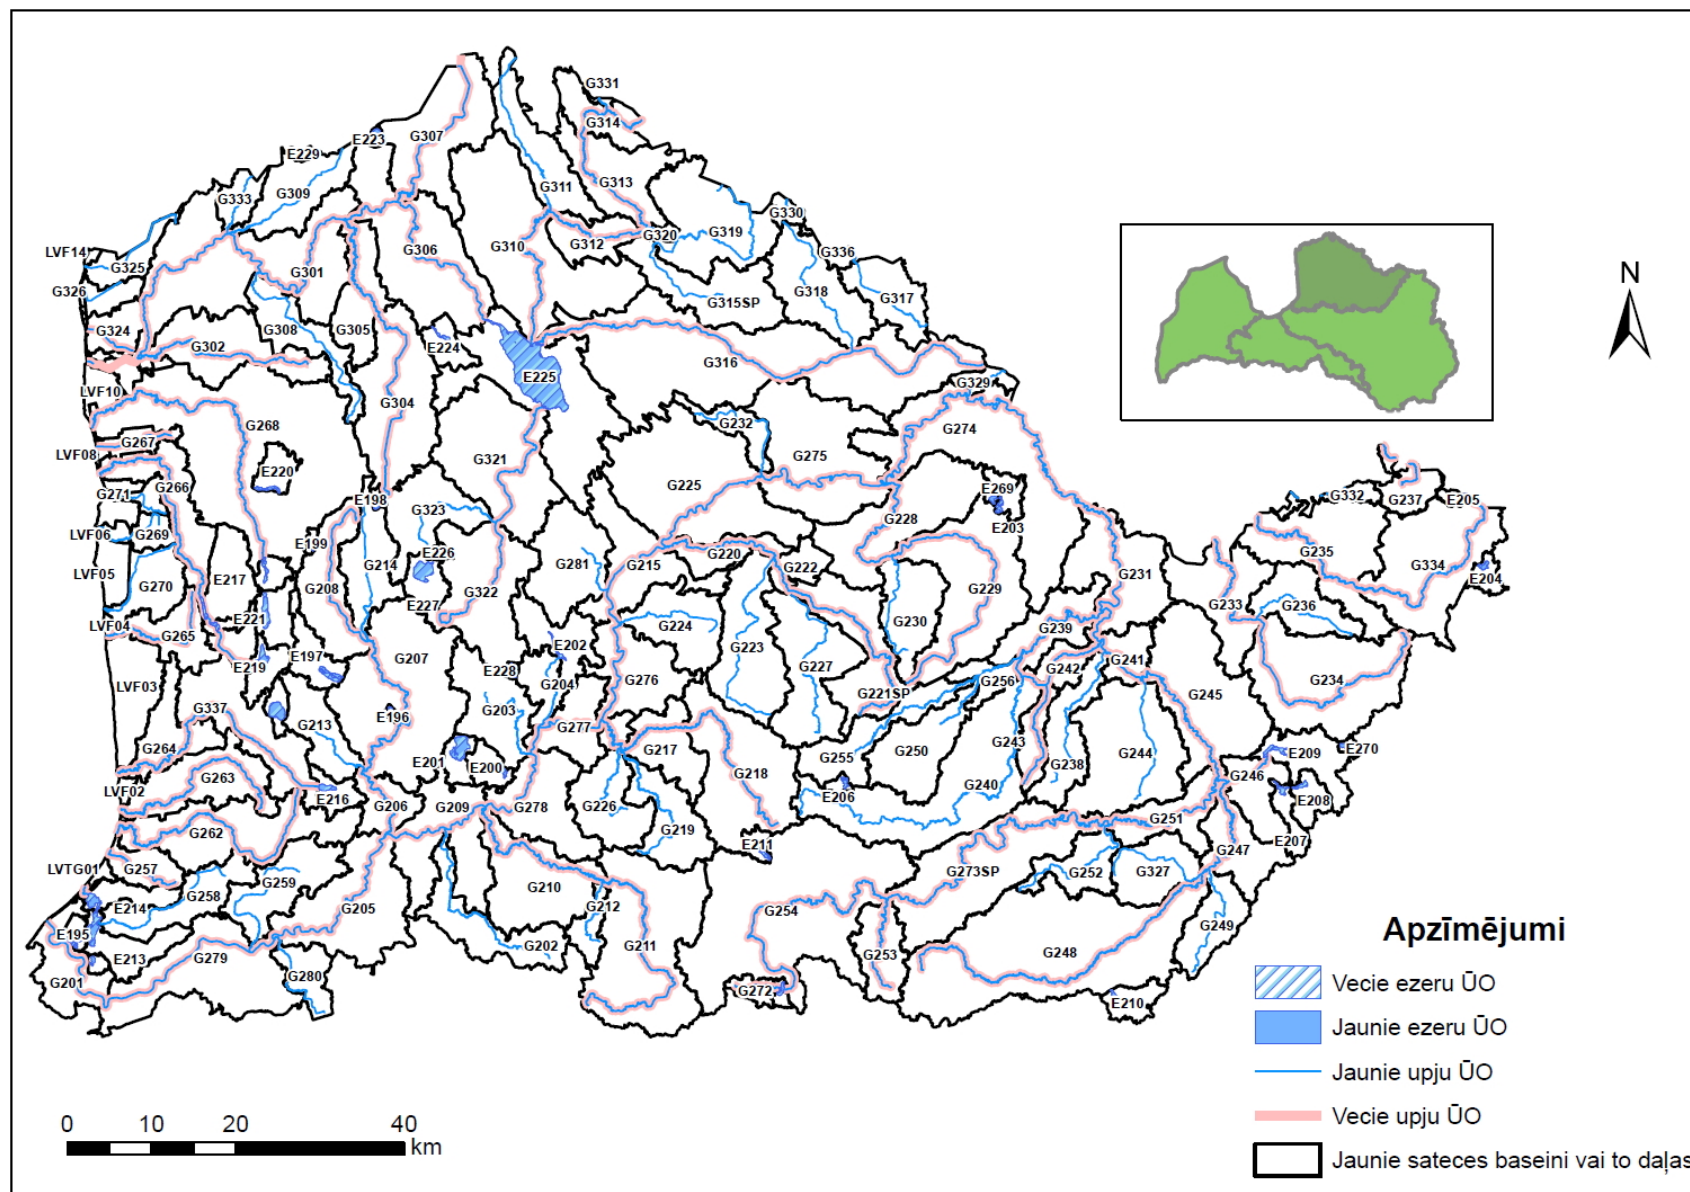 G331
G314
G307
E223
E229
G311
G313
G333
G309
G330
G320
G319
G312
G310
G306
G336
LVF14
G325
G301
G326
G315SP
G318
G317
G324
G308
G305
G302
E224
G316
E225
G329
LVF10
G304
G232
G268
G274
G267
LVF08
G321
G275
E220
G225
G266
G271
E198
E269
G332
G237
E205
G323
G228
E203
LVF06
G269
E199
E226
G235
G220
G281
G215
G222
G214
G334
LVF05
G270
E217
G208
G231
E204
G322
G229
E227
G233
G236
E221
LVF04
G265
G230
G239
G224
G223
E202
G207
E219
E197
G227
G242
G241
E228
G204
G276
G256
LVF03
G234
G221SP
G245
G337
E196
G203
G213
G277
G264
G217
G243
G250
G244
E209
E270
G255
E201
E200
G238
G263
G218
G246
LVF02
E216
E206
G240
E208
G206
G209
G278
G226
G262
G251
G219
E207
E211
G247
LVTG01
G257
G273SP
G252
G327
G259
G258
G210
E214
G205
G212
G254
G249
E195
G202
G211
G279
E213
G253
G248
G201
G280
G272
E210
N
Apzīmējumi
Vecie ezeru ŪO
Jaunie ezeru ŪO
Jaunie upju ŪO
Vecie upju ŪO
Jaunie sateces baseini vai to daļas
0 10 20 40
km